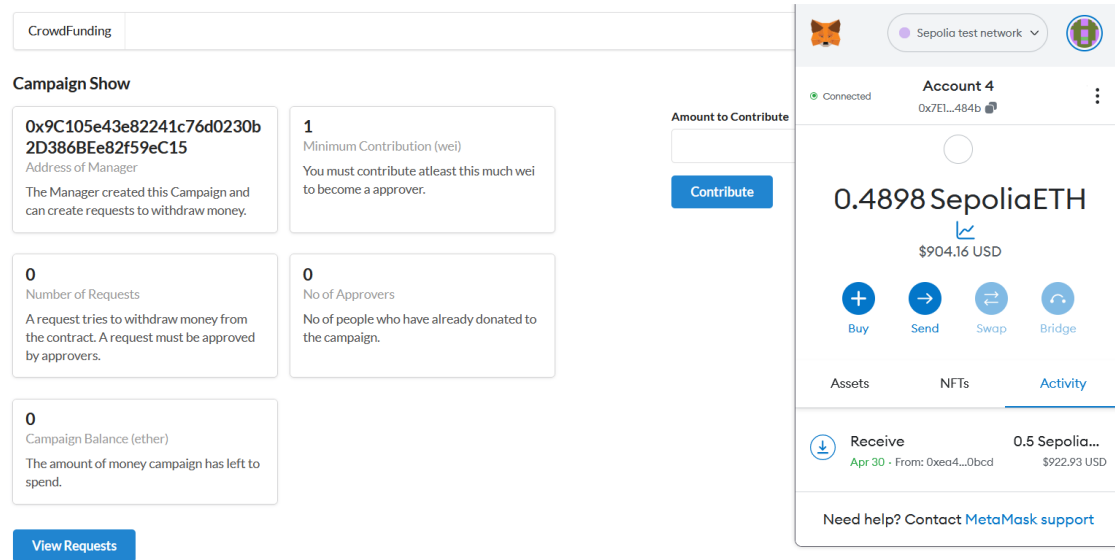 CrowdFunding
Campaign Show
0x9C105e43e82241c76d0230b
2D386BEe82f59eC15
Address of Manager
The Manager created this Campaign and
can create requests to withdraw money.
1
Minimum Contribution (wei)
You must contribute atleast this much wei
to become a approver.
0
Number of Requests
A request tries to withdraw money from
the contract. A request must be approved
by approvers.
0
No of Approvers
No of people who have already donated to
the campaign.
0
Campaign Balance (ether)
The amount of money campaign has left to
spend.
View Requests
Amount to Contribute
Contribute
Sepolia test network
Connected
Account 4
0x7E1...484b
0.4898 SepoliaETH
$904.16 USD
Buy
Send
Swap
Bridge
Assets
NFTs
Activity
Receive
0.5 Sepolia...
Apr 30 · From: 0xea4...0bcd
$922.93 USD
Need help? Contact MetaMask support